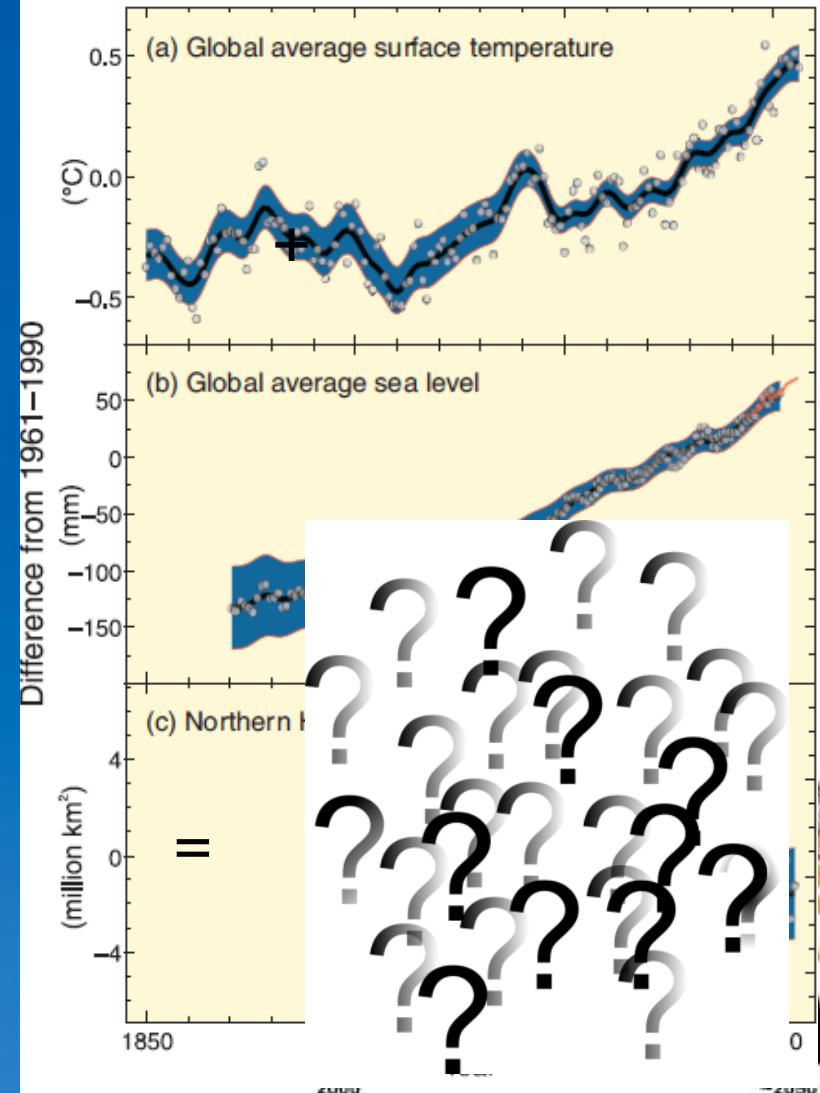 (a) Global average surface temperature
0.5
(°C)
0.0
−0.5
+
Difference from 1961–1990
(b) Global average sea level
50
0
(mm)
−50
−100
−150
(c) Northern
4
(million km²)
0
=
−4
? ? ? ? ? ? ? ? ? ? ? ? ? ? ? ? ? ? ? ? ? ? ? ? ? ? ? ?
1850
0